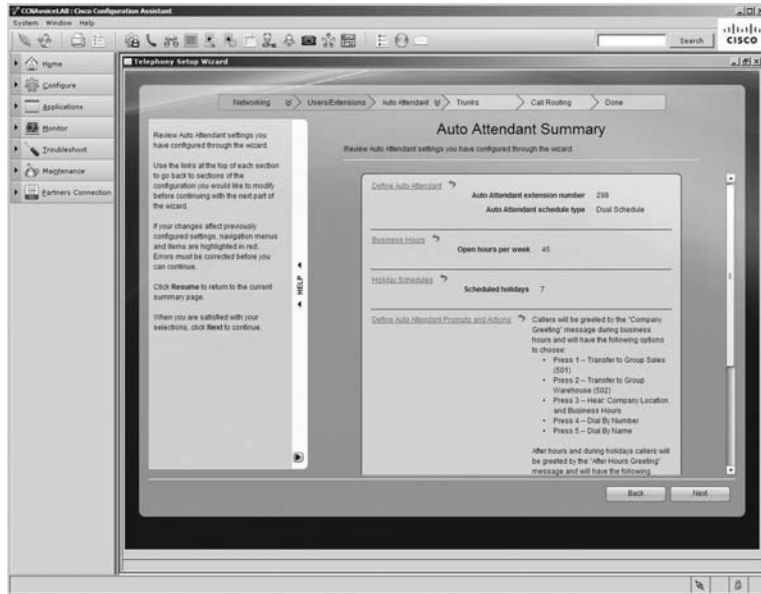 CCNAvoiceLAB : Cisco Configuration Assistant
System Window Help
Search
CISCO
Home
Configure
Applications
Monitor
Troubleshoot
Maintenance
Partners Connection
Telephony Setup Wizard
Networking Users/Extensions Auto Attendant Trunks Call Routing Done
Review Auto Attendant settings you
have configured through the wizard.
Use the links at the top of each section
to go back to sections of the
configuration you would like to modify
before continuing with the next part of
the wizard.
If your changes affect previously
configured settings, navigation menus
and items are highlighted in red.
Errors must be corrected before you
can continue.
Click Resume to return to the current
summary page.
When you are satisfied with your
selections, click Next to continue.
HELP
Auto Attendant Summary
Review Auto Attendant settings you have configured through the wizard.
Define Auto Attendant
Auto Attendant extension number 298
Auto Attendant schedule type Dual Schedule
Business Hours
Open hours per week 45
Holiday Schedules
Scheduled holidays 7
Define Auto Attendant Prompts and Actions
Callers will be greeted by the "Company
Greeting" message during business
hours and will have the following options
to choose:
• Press 1 – Transfer to Group Sales
(501)
• Press 2 – Transfer to Group
Warehouse (502)
• Press 3 – Hear: Company Location
and Business Hours
• Press 4 – Dial By Number
• Press 5 – Dial By Name
After hours and during holidays callers will
be greeted by the "After Hours Greeting"
message and will have the following
Back Next